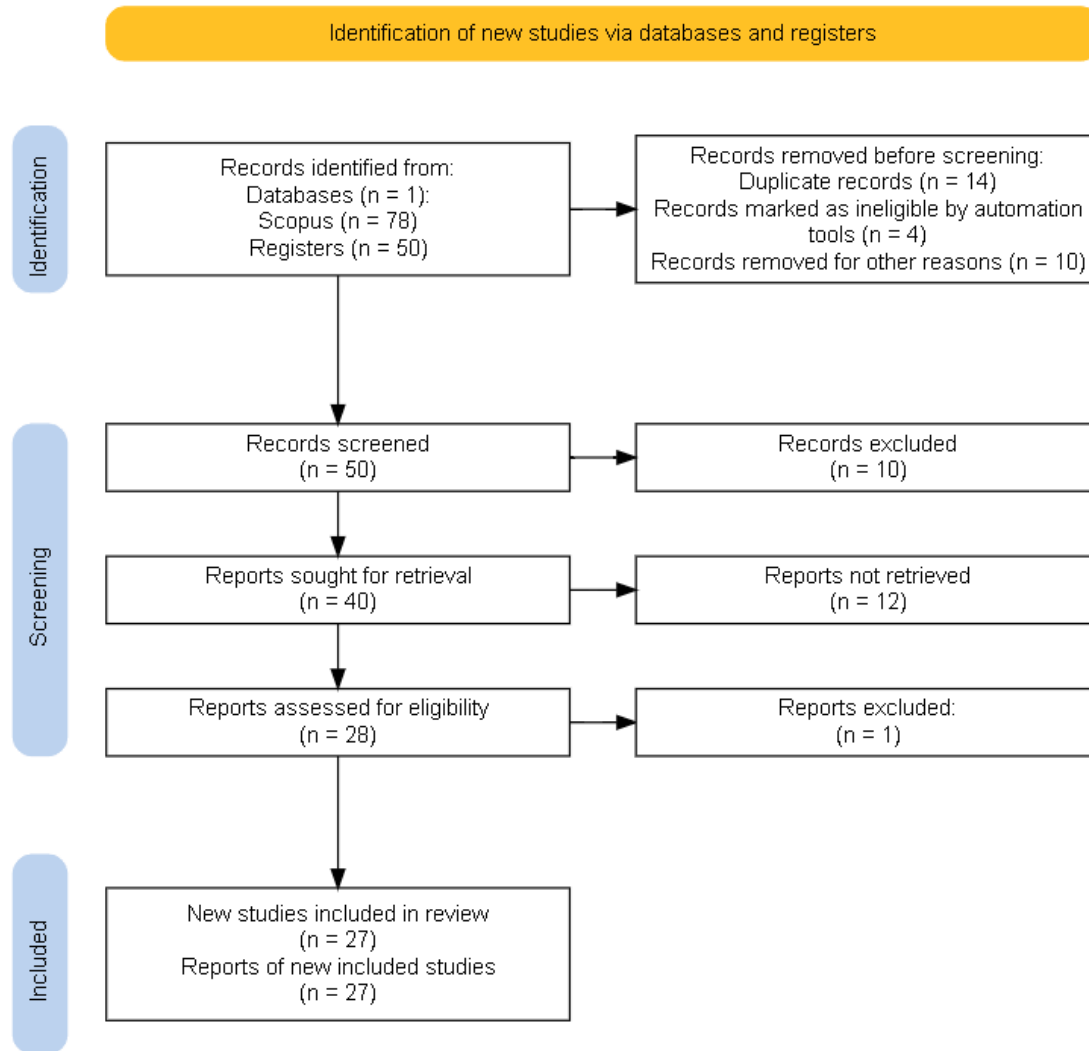 Identification of new studies via databases and registers
Identification
Records identified from:
Databases (n = 1):
Scopus (n = 78)
Registers (n = 50)
Records removed before screening:
Duplicate records (n = 14)
Records marked as ineligible by automation
tools (n = 4)
Records removed for other reasons (n = 10)
Screening
Records screened
(n = 50)
Records excluded
(n = 10)
Reports sought for retrieval
(n = 40)
Reports not retrieved
(n = 12)
Reports assessed for eligibility
(n = 28)
Reports excluded:
(n = 1)
Included
New studies included in review
(n = 27)
Reports of new included studies
(n = 27)